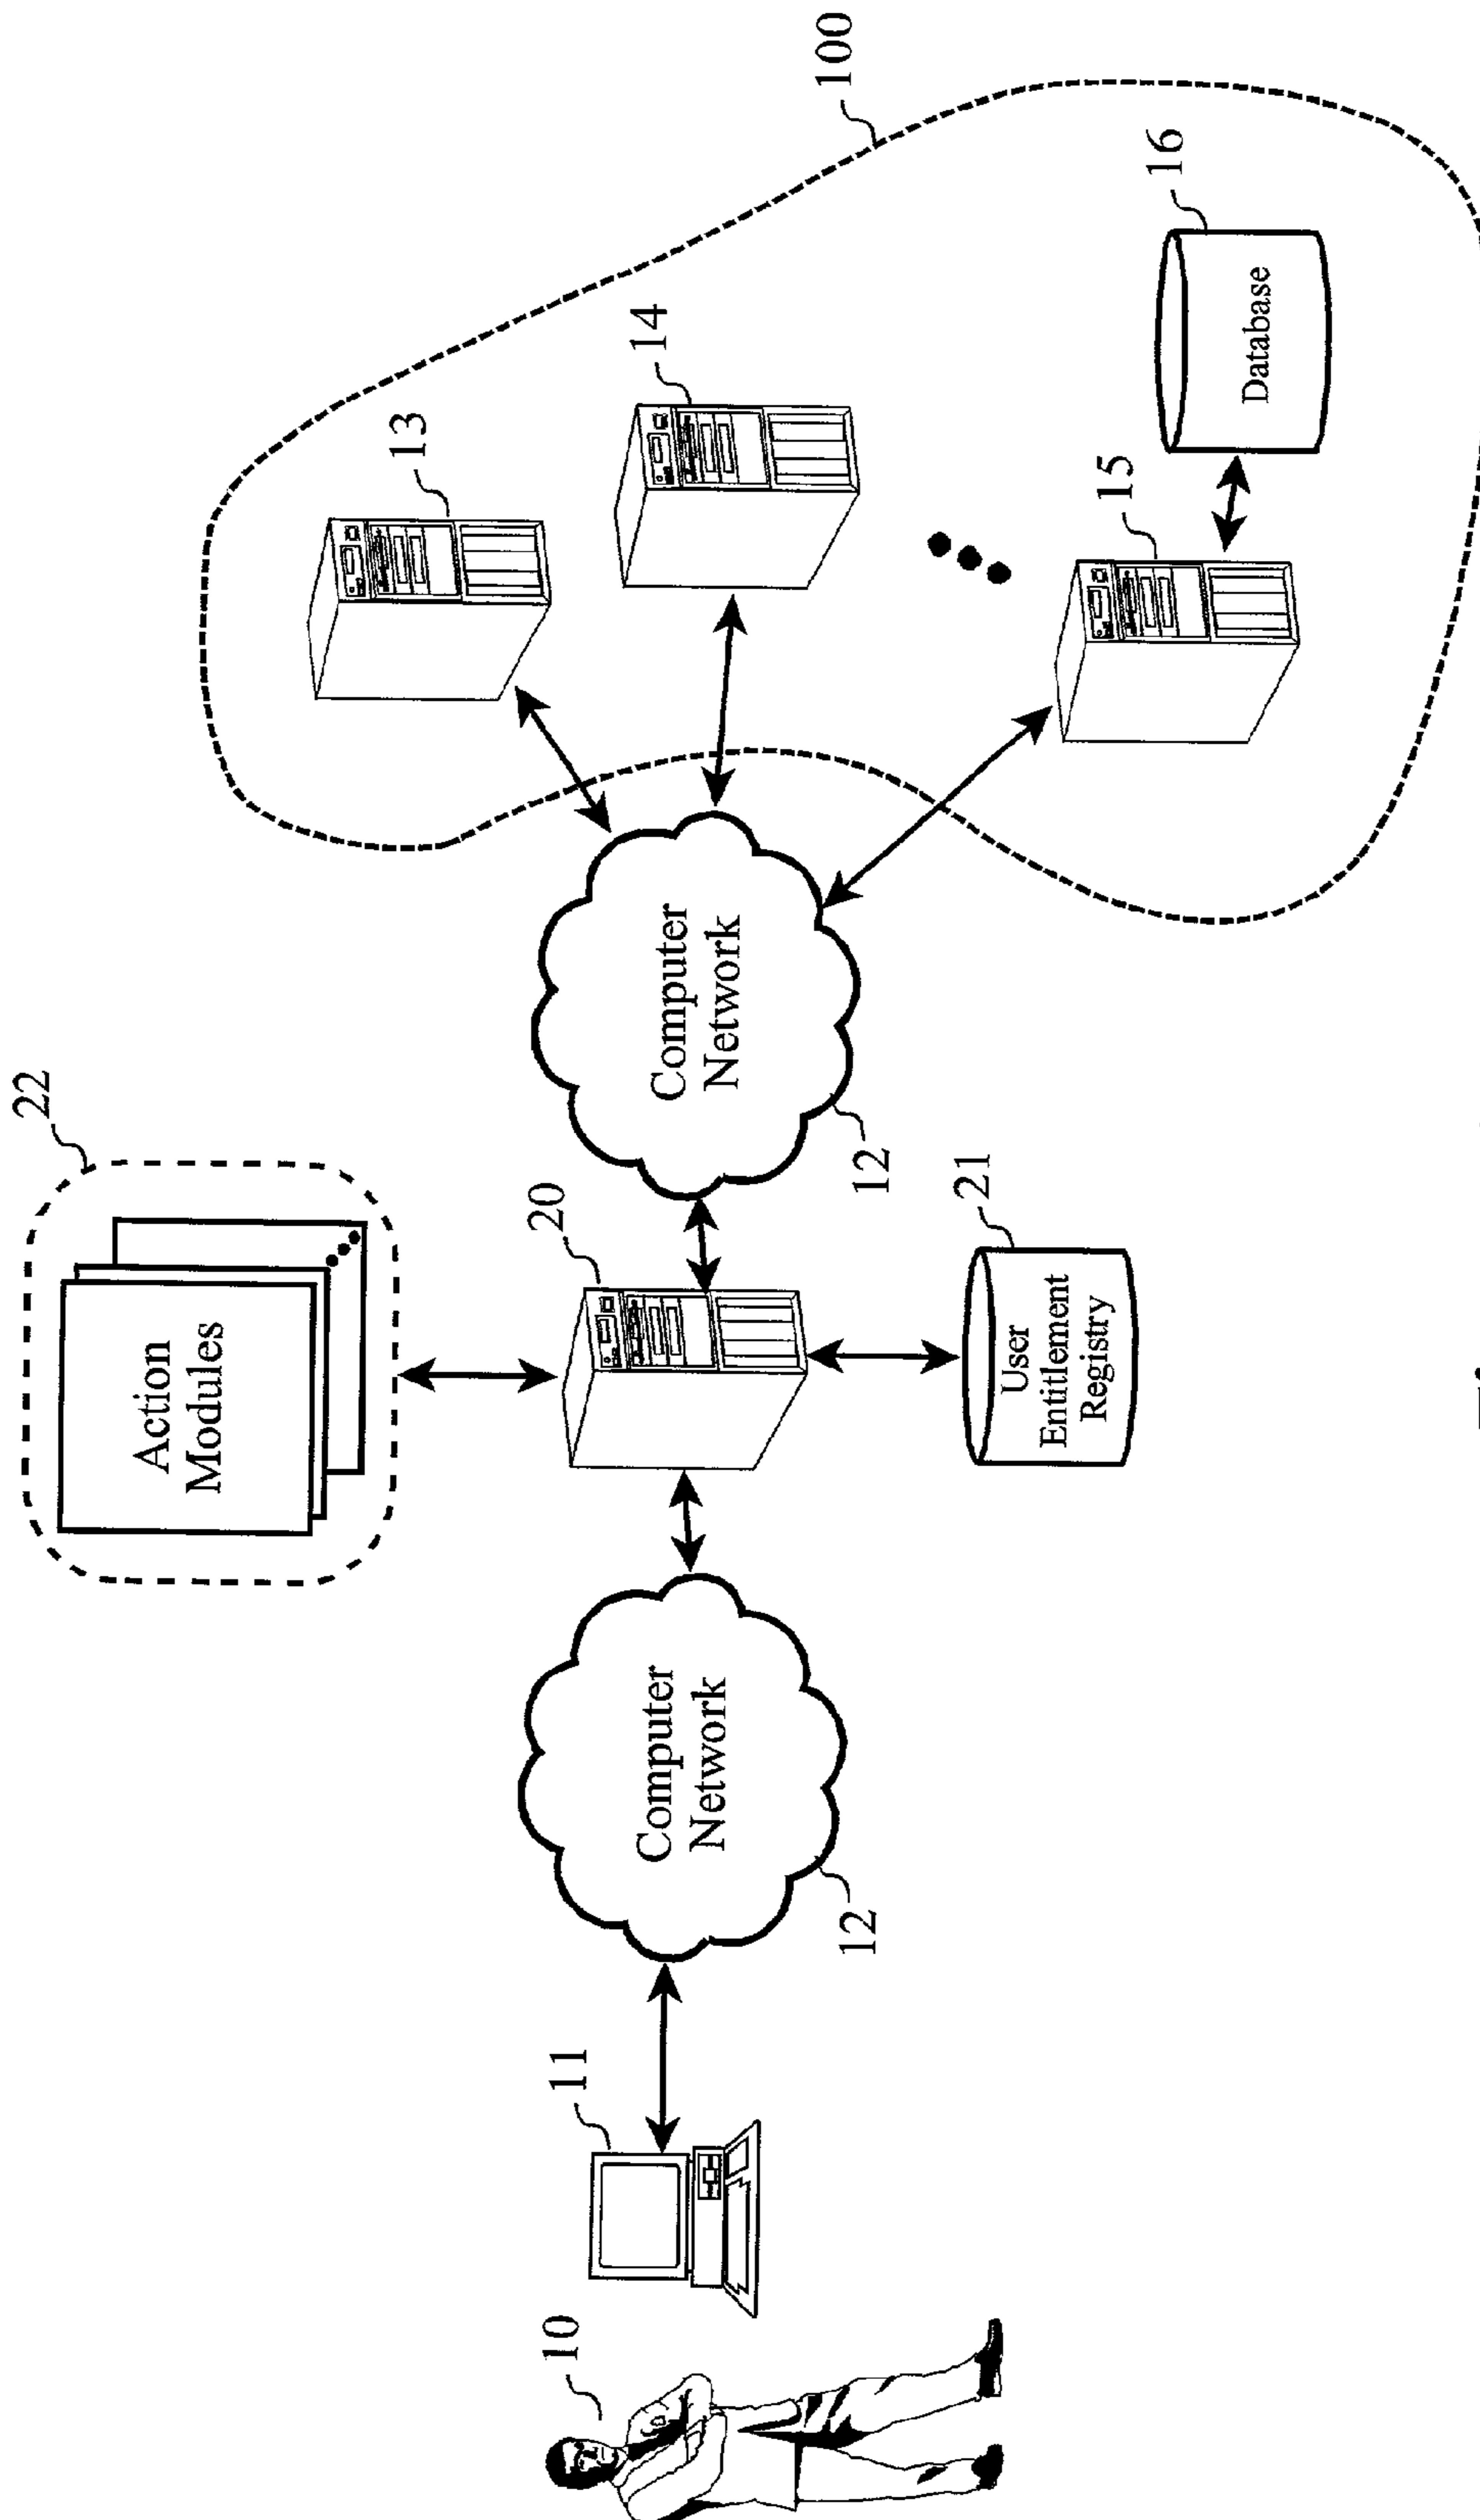 22
Action
Modules
100
13
14
16
Database
15
20
Computer
Network
12
21
User
Entitlement
Registry
Computer
Network
12
11
10